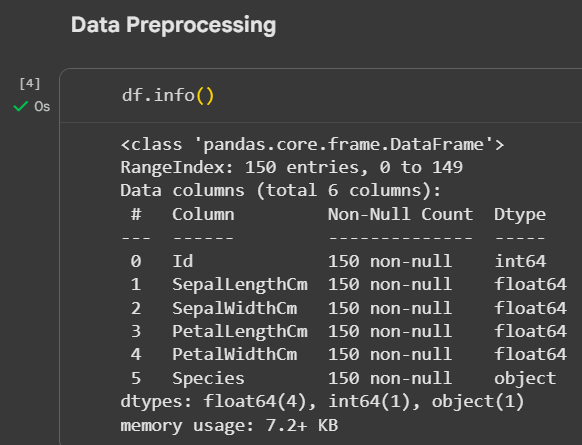 Data Preprocessing
[4]
0s
df.info()
<class 'pandas.core.frame.DataFrame'>
RangeIndex: 150 entries, 0 to 149
Data columns (total 6 columns):
 #   Column         Non-Null Count  Dtype
---  ------         --------------  -----
 0   Id             150 non-null    int64
 1   SepalLengthCm  150 non-null    float64
 2   SepalWidthCm   150 non-null    float64
 3   PetalLengthCm  150 non-null    float64
 4   PetalWidthCm   150 non-null    float64
 5   Species        150 non-null    object
dtypes: float64(4), int64(1), object(1)
memory usage: 7.2+ KB